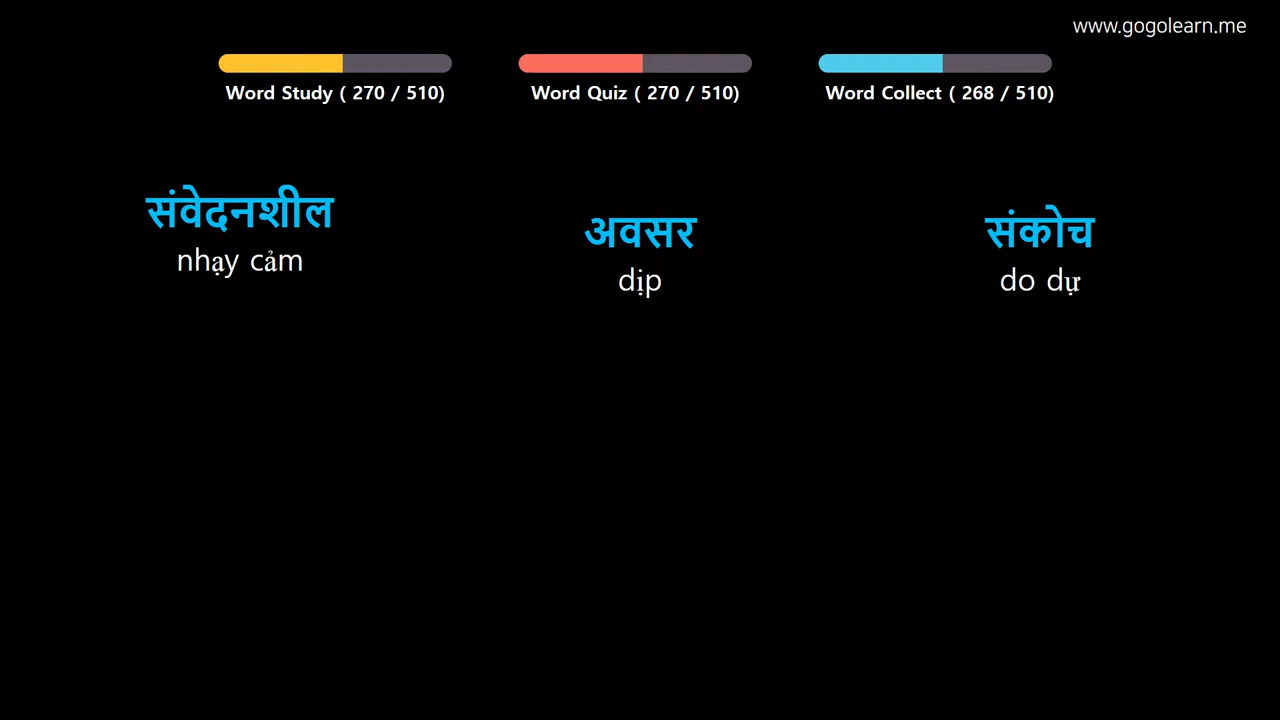 www.gogolearn.me
Word Study ( 270 / 510)
Word Quiz ( 270 / 510)
Word Collect ( 268 / 510)
संवेदनशील
nhạy cảm
अवसर
dịp
संकोच
do dự